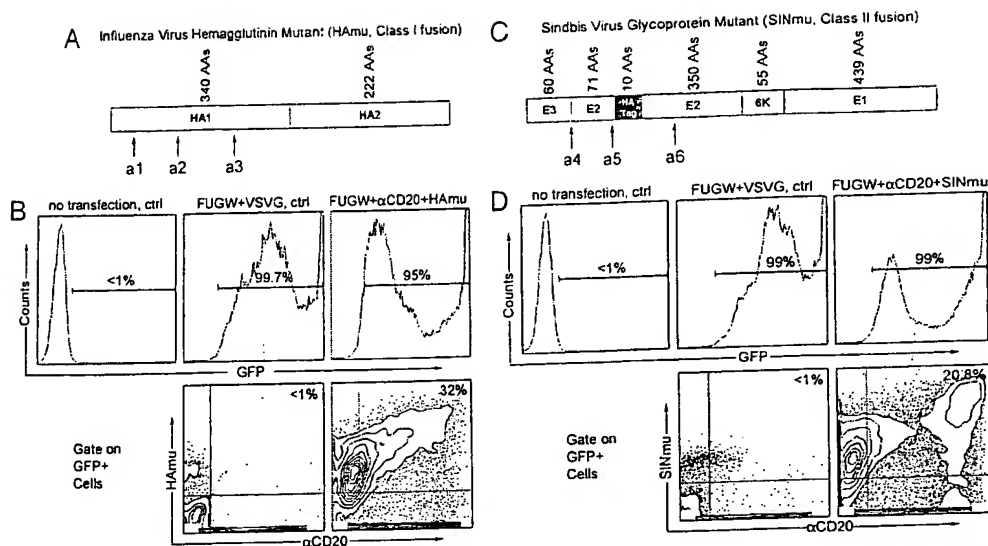 A Influenza Virus Hemagglutinin Mutant (HAmu, Class I fusion)
340 AAs
222 AAs
HA1
HA2
a1
a2
a3
B
no transfection, ctrl
FUGW+VSVG, ctrl
FUGW+αCD20+HAmu
<1%
99.7%
95%
Counts
GFP
Gate on
GFP+
Cells
<1%
32%
HAmu
αCD20
C Sindbis Virus Glycoprotein Mutant (SINmu, Class II fusion)
60 AAs
71 AAs
10 AAs
350 AAs
55 AAs
439 AAs
E3
E2
HA
Tag
E2
6K
E1
a4
a5
a6
D
no transfection, ctrl
FUGW+VSVG, ctrl
FUGW+αCD20+SINmu
<1%
99%
99%
Counts
GFP
Gate on
GFP+
Cells
<1%
20.8%
SINmu
αCD20